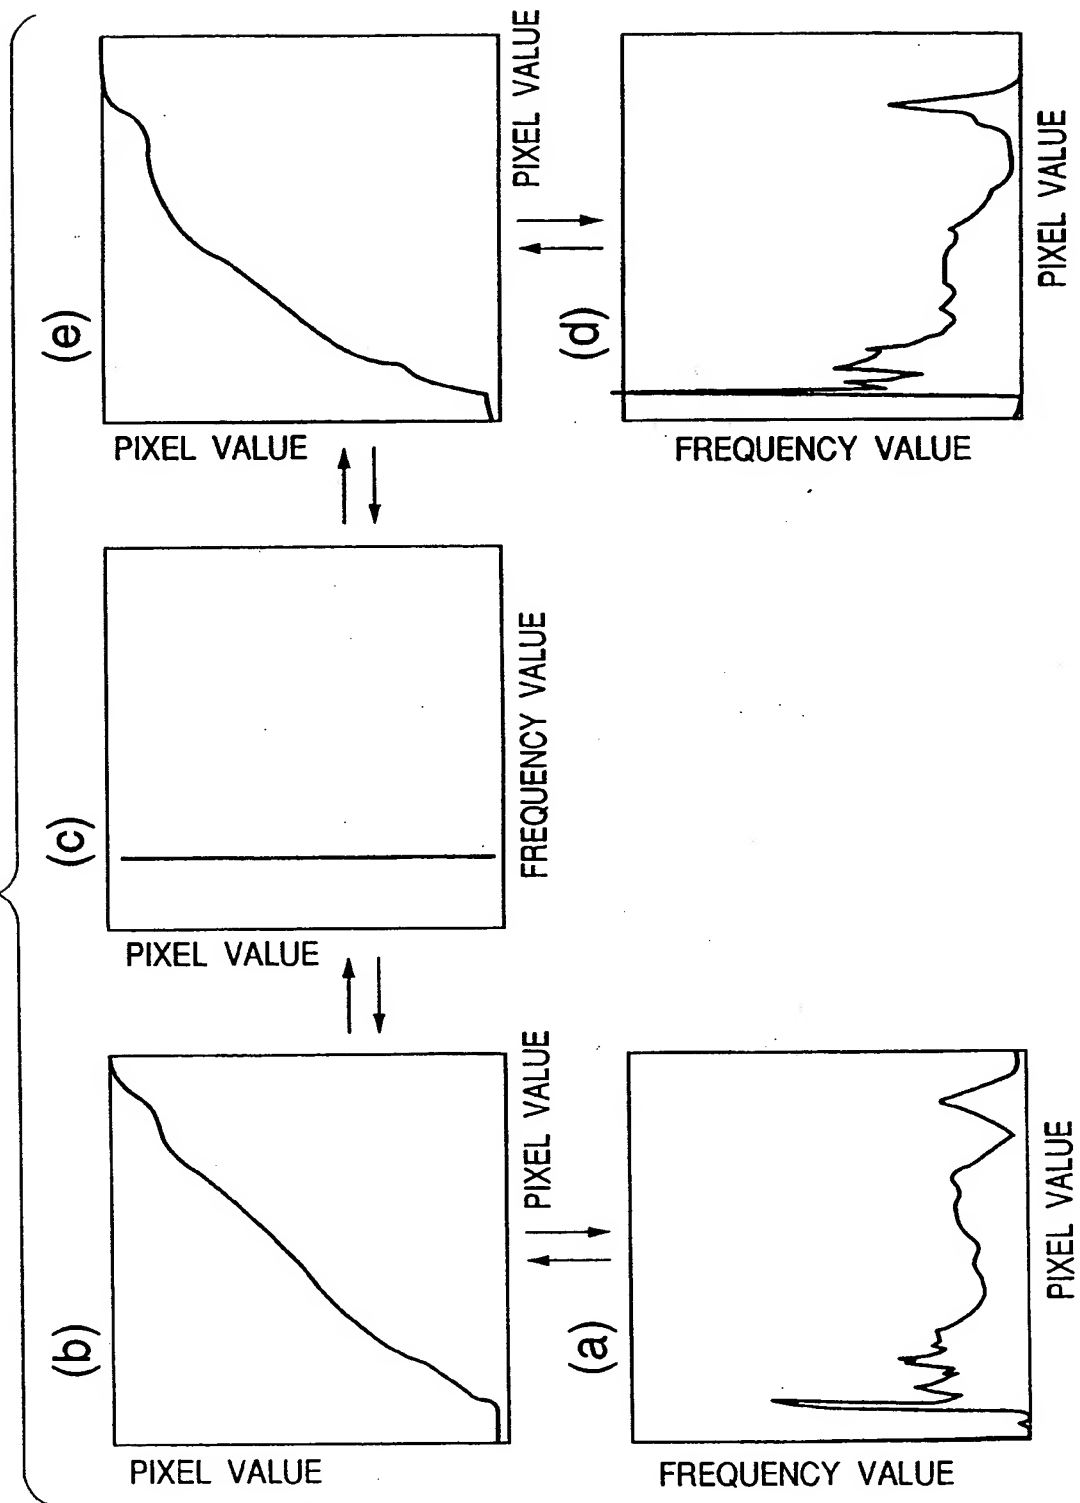 (e)
PIXEL VALUE
PIXEL VALUE
(d)
FREQUENCY VALUE
PIXEL VALUE
(c)
PIXEL VALUE
FREQUENCY VALUE
(b)
PIXEL VALUE
PIXEL VALUE
(a)
FREQUENCY VALUE
PIXEL VALUE